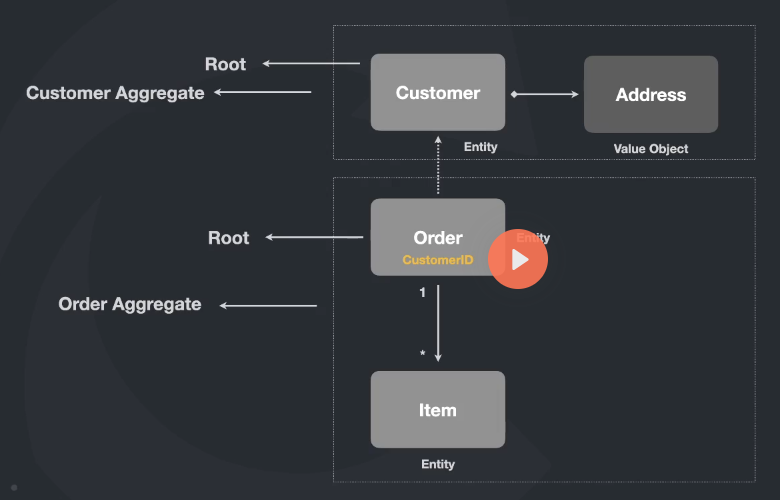 Root
Customer Aggregate
Customer
Address
Entity
Value Object
Root
Order
CustomerID
Entity
Order Aggregate
1
*
Item
Entity